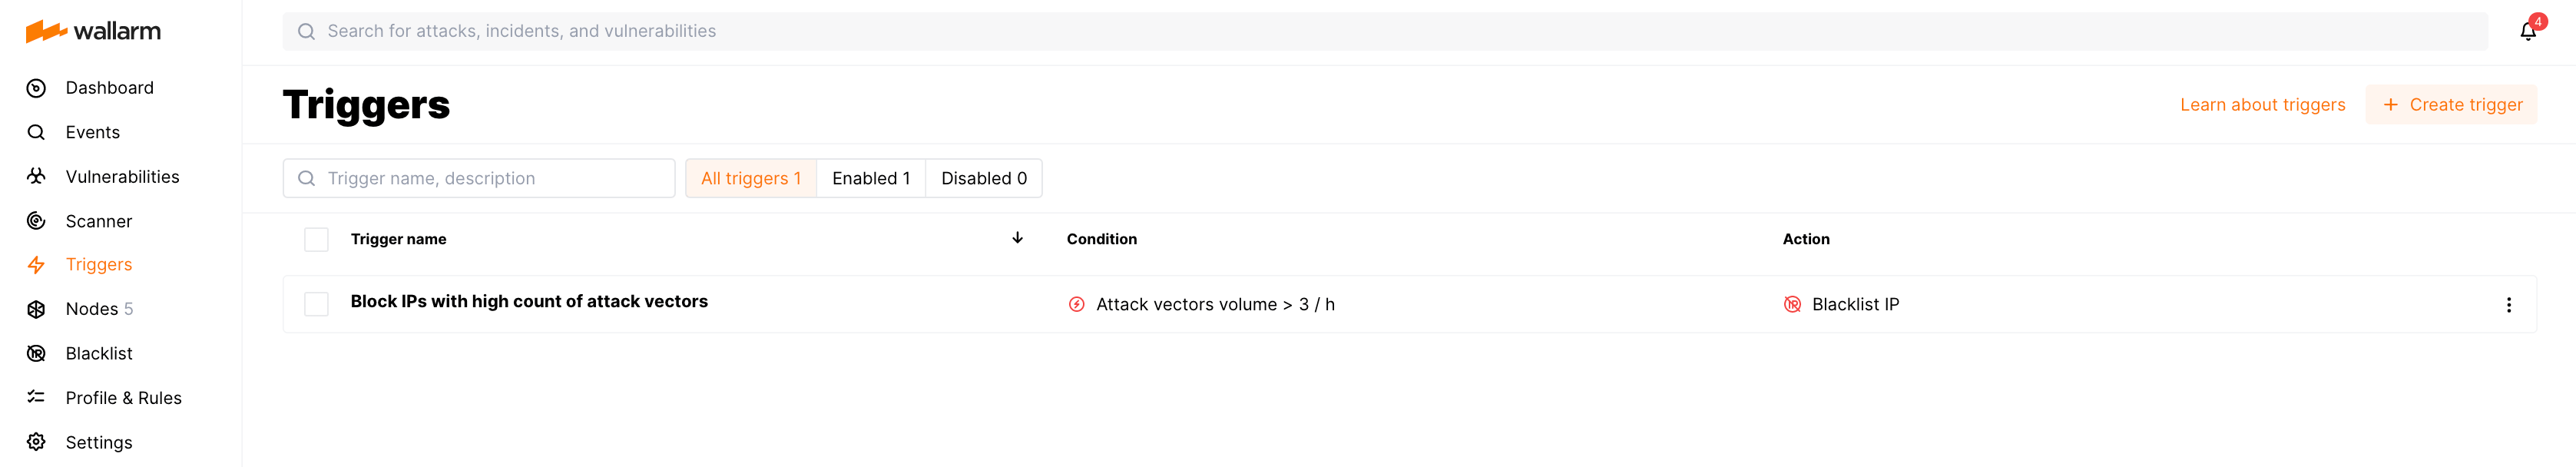 wallarm
Search for attacks, incidents, and vulnerabilities
4
Dashboard
Events
Vulnerabilities
Scanner
Triggers
Nodes 5
Blacklist
Profile & Rules
Settings
Triggers
Learn about triggers
+ Create trigger
Trigger name, description
All triggers 1
Enabled 1
Disabled 0
Trigger name
Condition
Action
Block IPs with high count of attack vectors
Attack vectors volume > 3 / h
Blacklist IP